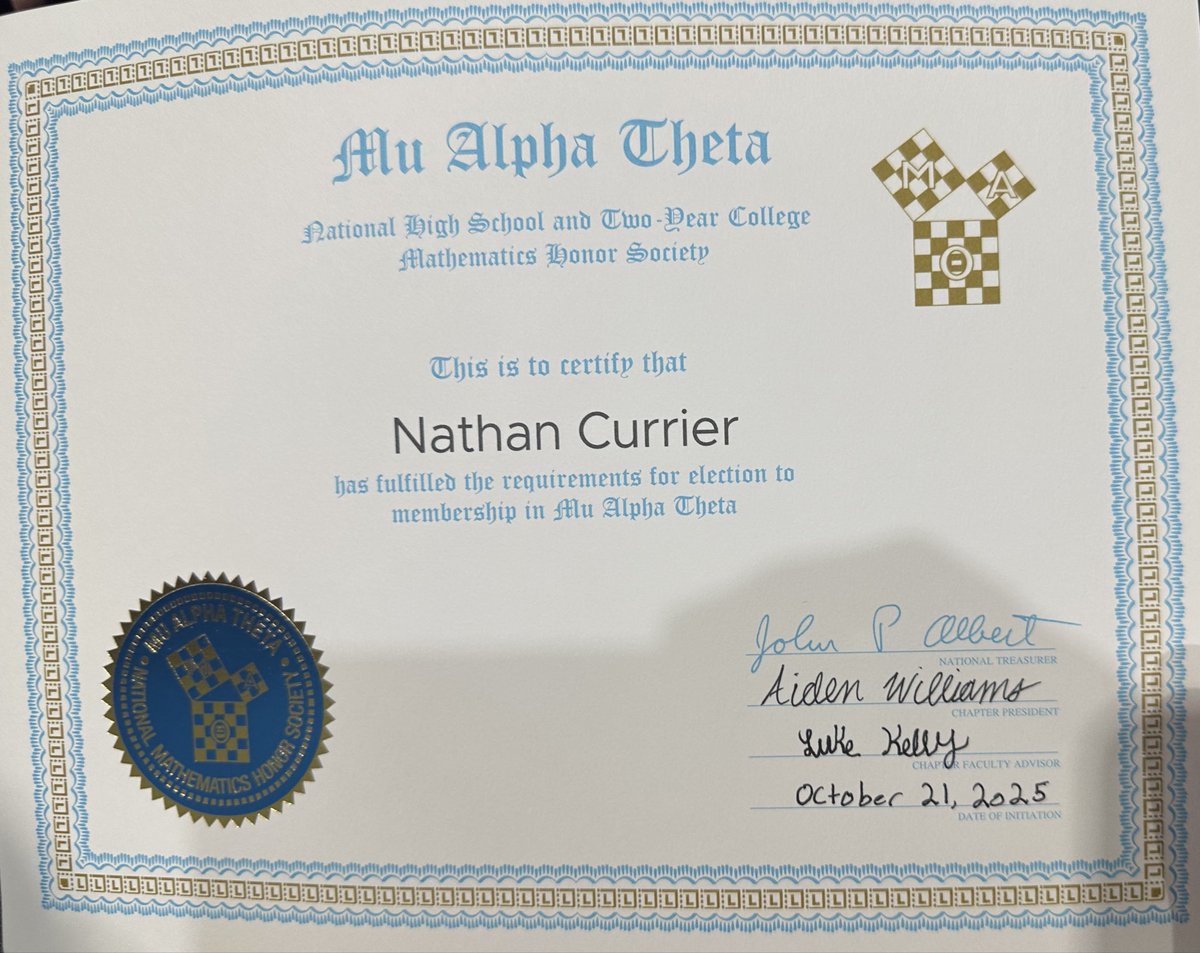 Mu Alpha Theta
National High School and Two-Year College
Mathematics Honor Society
M A
Θ
This is to certify that
Nathan Currier
has fulfilled the requirements for election to
membership in Mu Alpha Theta
MU ALPHA THETA • NATIONAL MATHEMATICS HONOR SOCIETY •
M A
Θ
John P Albert
NATIONAL TREASURER
Aiden Williams
CHAPTER PRESIDENT
Luke Kelly
CHAPTER FACULTY ADVISOR
October 21, 2025
DATE OF INITIATION